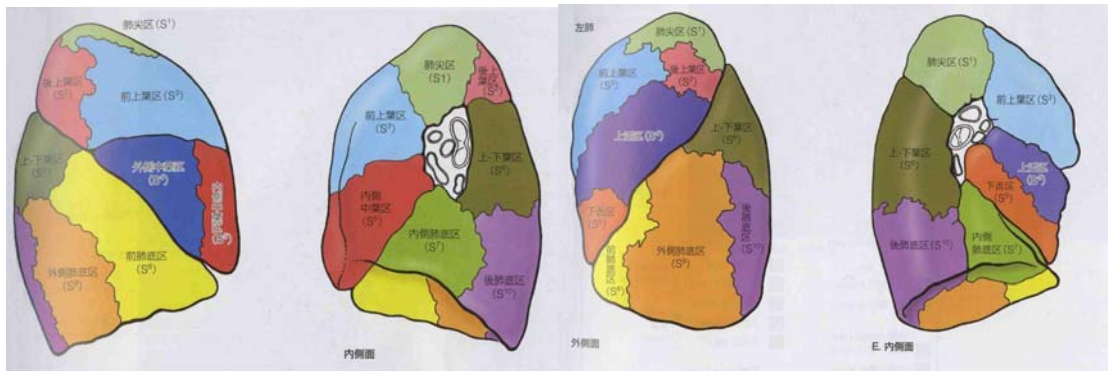 肺尖区(S¹)
後上葉区
(S²)
前上葉区(S³)
上-下葉区
(S⁶)
外側中葉区
(S⁴)
前肺底区
(S⁸)
外側肺底区
(S⁹)
肺尖区
(S1)
後上
葉区
前上葉区
(S³)
上-下葉区
(S⁶)
内側
中葉区
(S⁵)
内側肺底区
(S⁷)
後肺底区
(S¹⁰)
内側面
左肺
肺尖区(S¹)
前上葉区
(S³)
後上葉区
(S²)
上舌区(S⁴)
上-下葉区
(S⁶)
下舌区
(S⁵)
前肺底区
(S⁸)
外側肺底区
(S⁹)
後肺底区
(S¹⁰)
外側面
肺尖区(S¹)
前上葉区(S³)
上-下葉区
(S⁶)
上舌区
(S⁴)
下舌区
(S⁵)
後肺底区(S¹⁰)
内側
肺底区(S⁷)
E. 内側面